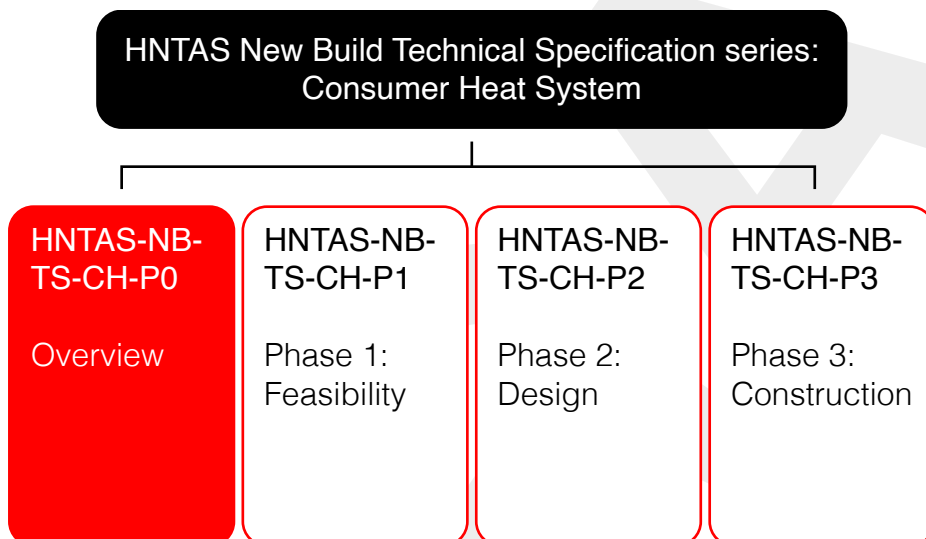 HNTAS New Build Technical Specification series:
Consumer Heat System
HNTAS-NB-
TS-CH-P0
Overview
HNTAS-NB-
TS-CH-P1
Phase 1:
Feasibility
HNTAS-NB-
TS-CH-P2
Phase 2:
Design
HNTAS-NB-
TS-CH-P3
Phase 3:
Construction